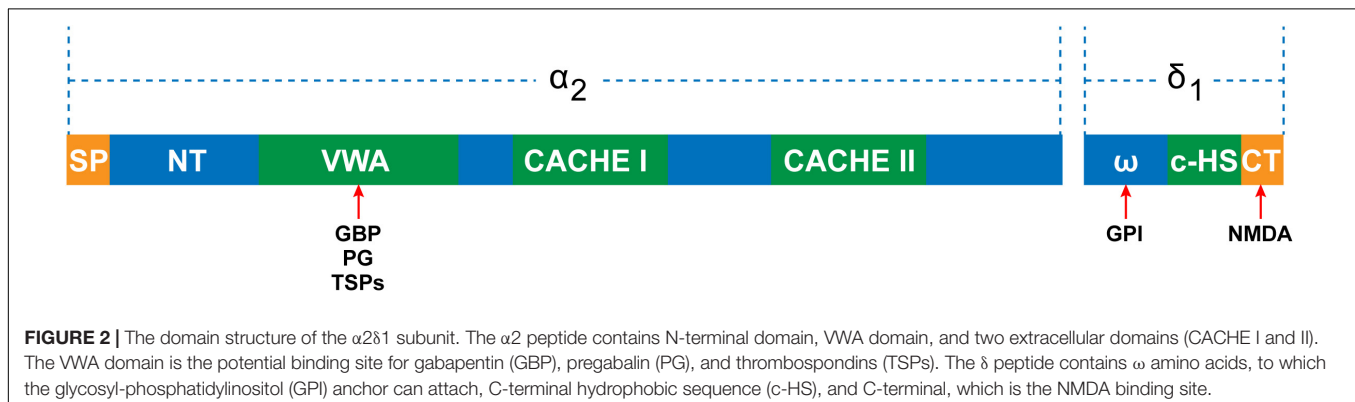 α2 δ1
SP NT VWA CACHE I CACHE II ω c-HS CT
GBP GPI NMDA
PG
TSPs
FIGURE 2 | The domain structure of the α2δ1 subunit. The α2 peptide contains N-terminal domain, VWA domain, and two extracellular domains (CACHE I and II).
The VWA domain is the potential binding site for gabapentin (GBP), pregabalin (PG), and thrombospondins (TSPs). The δ peptide contains ω amino acids, to which
the glycosyl-phosphatidylinositol (GPI) anchor can attach, C-terminal hydrophobic sequence (c-HS), and C-terminal, which is the NMDA binding site.